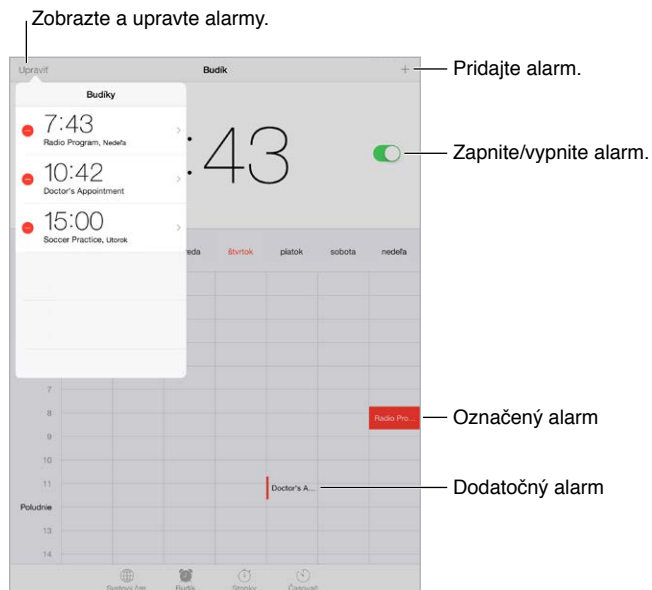 Zobrazte a upravte alarmy.
Upraviť
Budík
Pridajte alarm.
Budíky
7:43
Radio Program, Nedeľa
10:42
Doctor's Appointment
15:00
Soccer Practice, Utorok
:43
Zapnite/vypnite alarm.
reda štvrtok piatok sobota nedeľa
7
8
Radio Pro...
Označený alarm
9
10
11
Doctor's A...
Dodatočný alarm
Poludnie
13
14
Svetový čas Budík Stopky Časovač